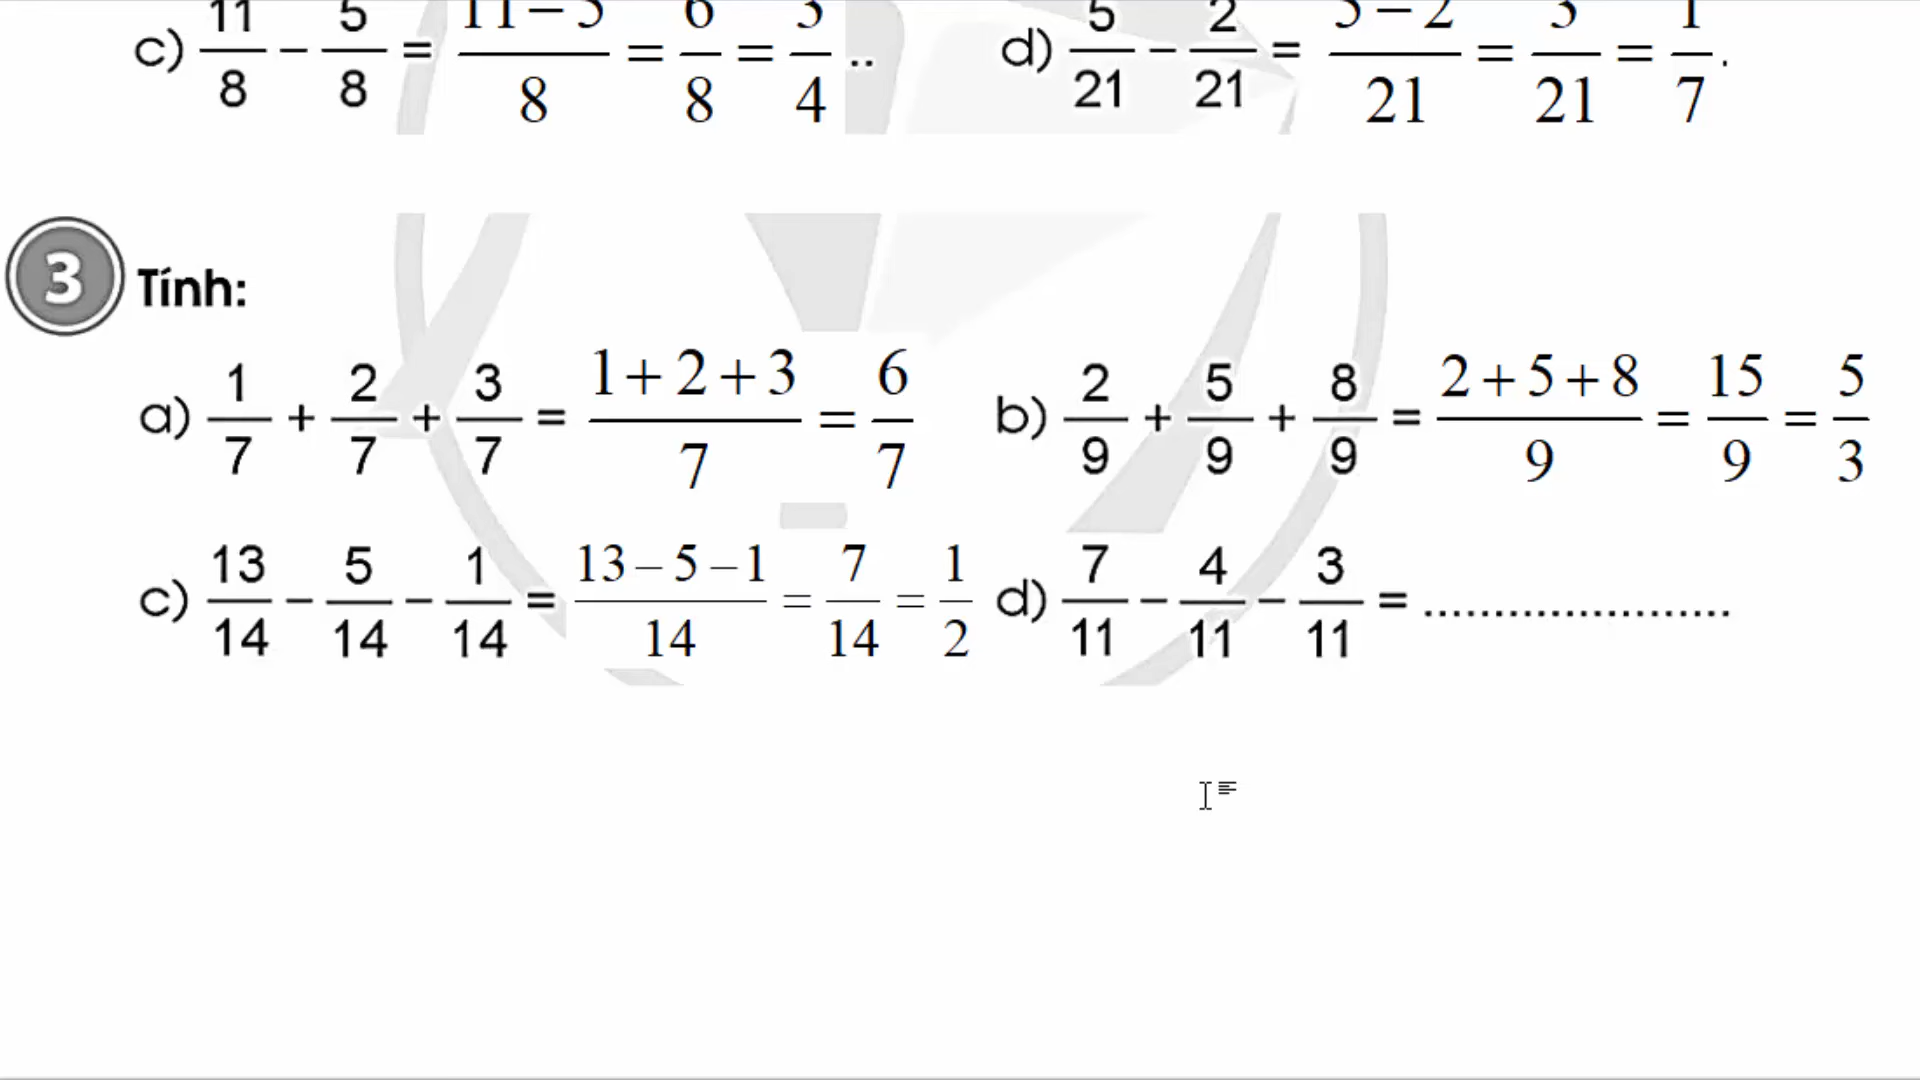 c) 11/8 − 5/8 = (11 − 5)/8 = 6/8 = 3/4 ..
d) 5/21 − 2/21 = (5 − 2)/21 = 3/21 = 1/7 .
3 Tính:
a) 1/7 + 2/7 + 3/7 = (1 + 2 + 3)/7 = 6/7
b) 2/9 + 5/9 + 8/9 = (2 + 5 + 8)/9 = 15/9 = 5/3
c) 13/14 − 5/14 − 1/14 = (13 − 5 − 1)/14 = 7/14 = 1/2
d) 7/11 − 4/11 − 3/11 = ......................